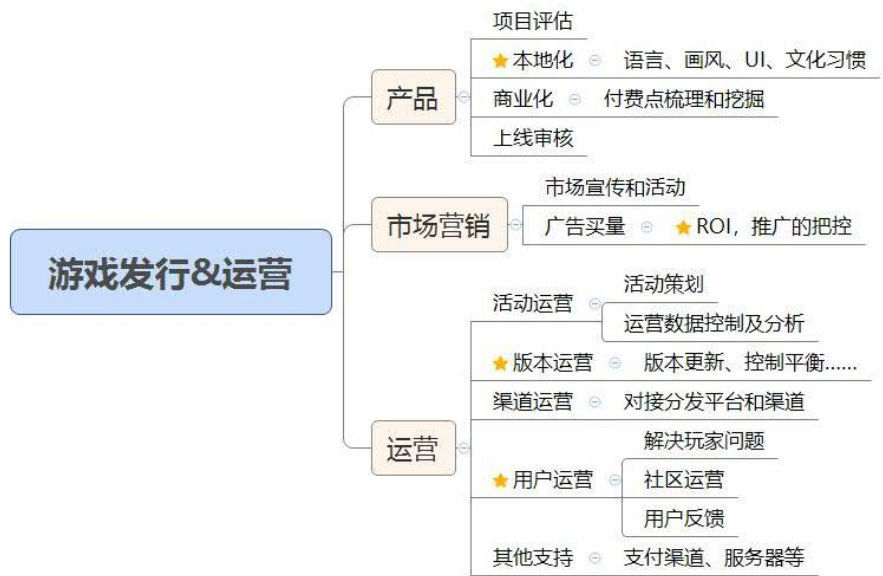 游戏发行&运营
产品
项目评估
本地化
语言、画风、UI、文化习惯
商业化
付费点梳理和挖掘
上线审核
市场营销
市场宣传和活动
广告买量
ROI，推广的把控
运营
活动运营
活动策划
运营数据控制及分析
版本运营
版本更新、控制平衡......
渠道运营
对接分发平台和渠道
用户运营
解决玩家问题
社区运营
用户反馈
其他支持
支付渠道、服务器等